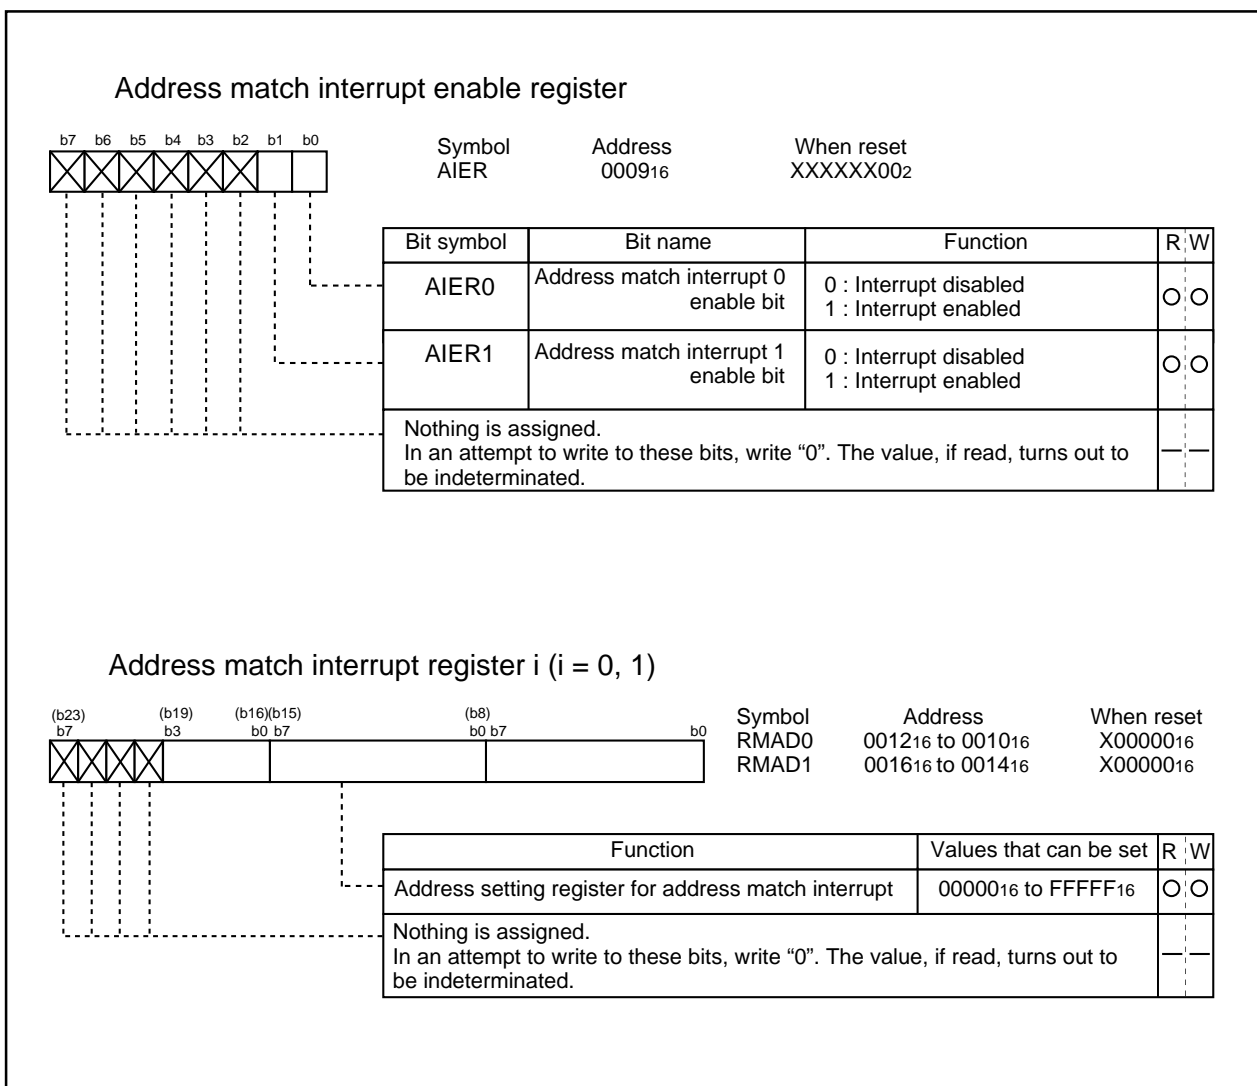 Address match interrupt enable register
b7 b6 b5 b4 b3 b2 b1 b0
Symbol Address When reset
AIER 000916 XXXXXX002
Bit symbol Bit name Function R W
AIER0 Address match interrupt 0 enable bit 0 : Interrupt disabled
1 : Interrupt enabled
AIER1 Address match interrupt 1 enable bit 0 : Interrupt disabled
1 : Interrupt enabled
Nothing is assigned.
In an attempt to write to these bits, write “0”. The value, if read, turns out to
be indeterminated.
Address match interrupt register i (i = 0, 1)
(b23) (b19) (b16)(b15) (b8)
b7 b3 b0 b7 b0 b7 b0
Symbol Address When reset
RMAD0 001216 to 001016 X0000016
RMAD1 001616 to 001416 X0000016
Function Values that can be set R W
Address setting register for address match interrupt 0000016 to FFFFF16
Nothing is assigned.
In an attempt to write to these bits, write “0”. The value, if read, turns out to
be indeterminated.